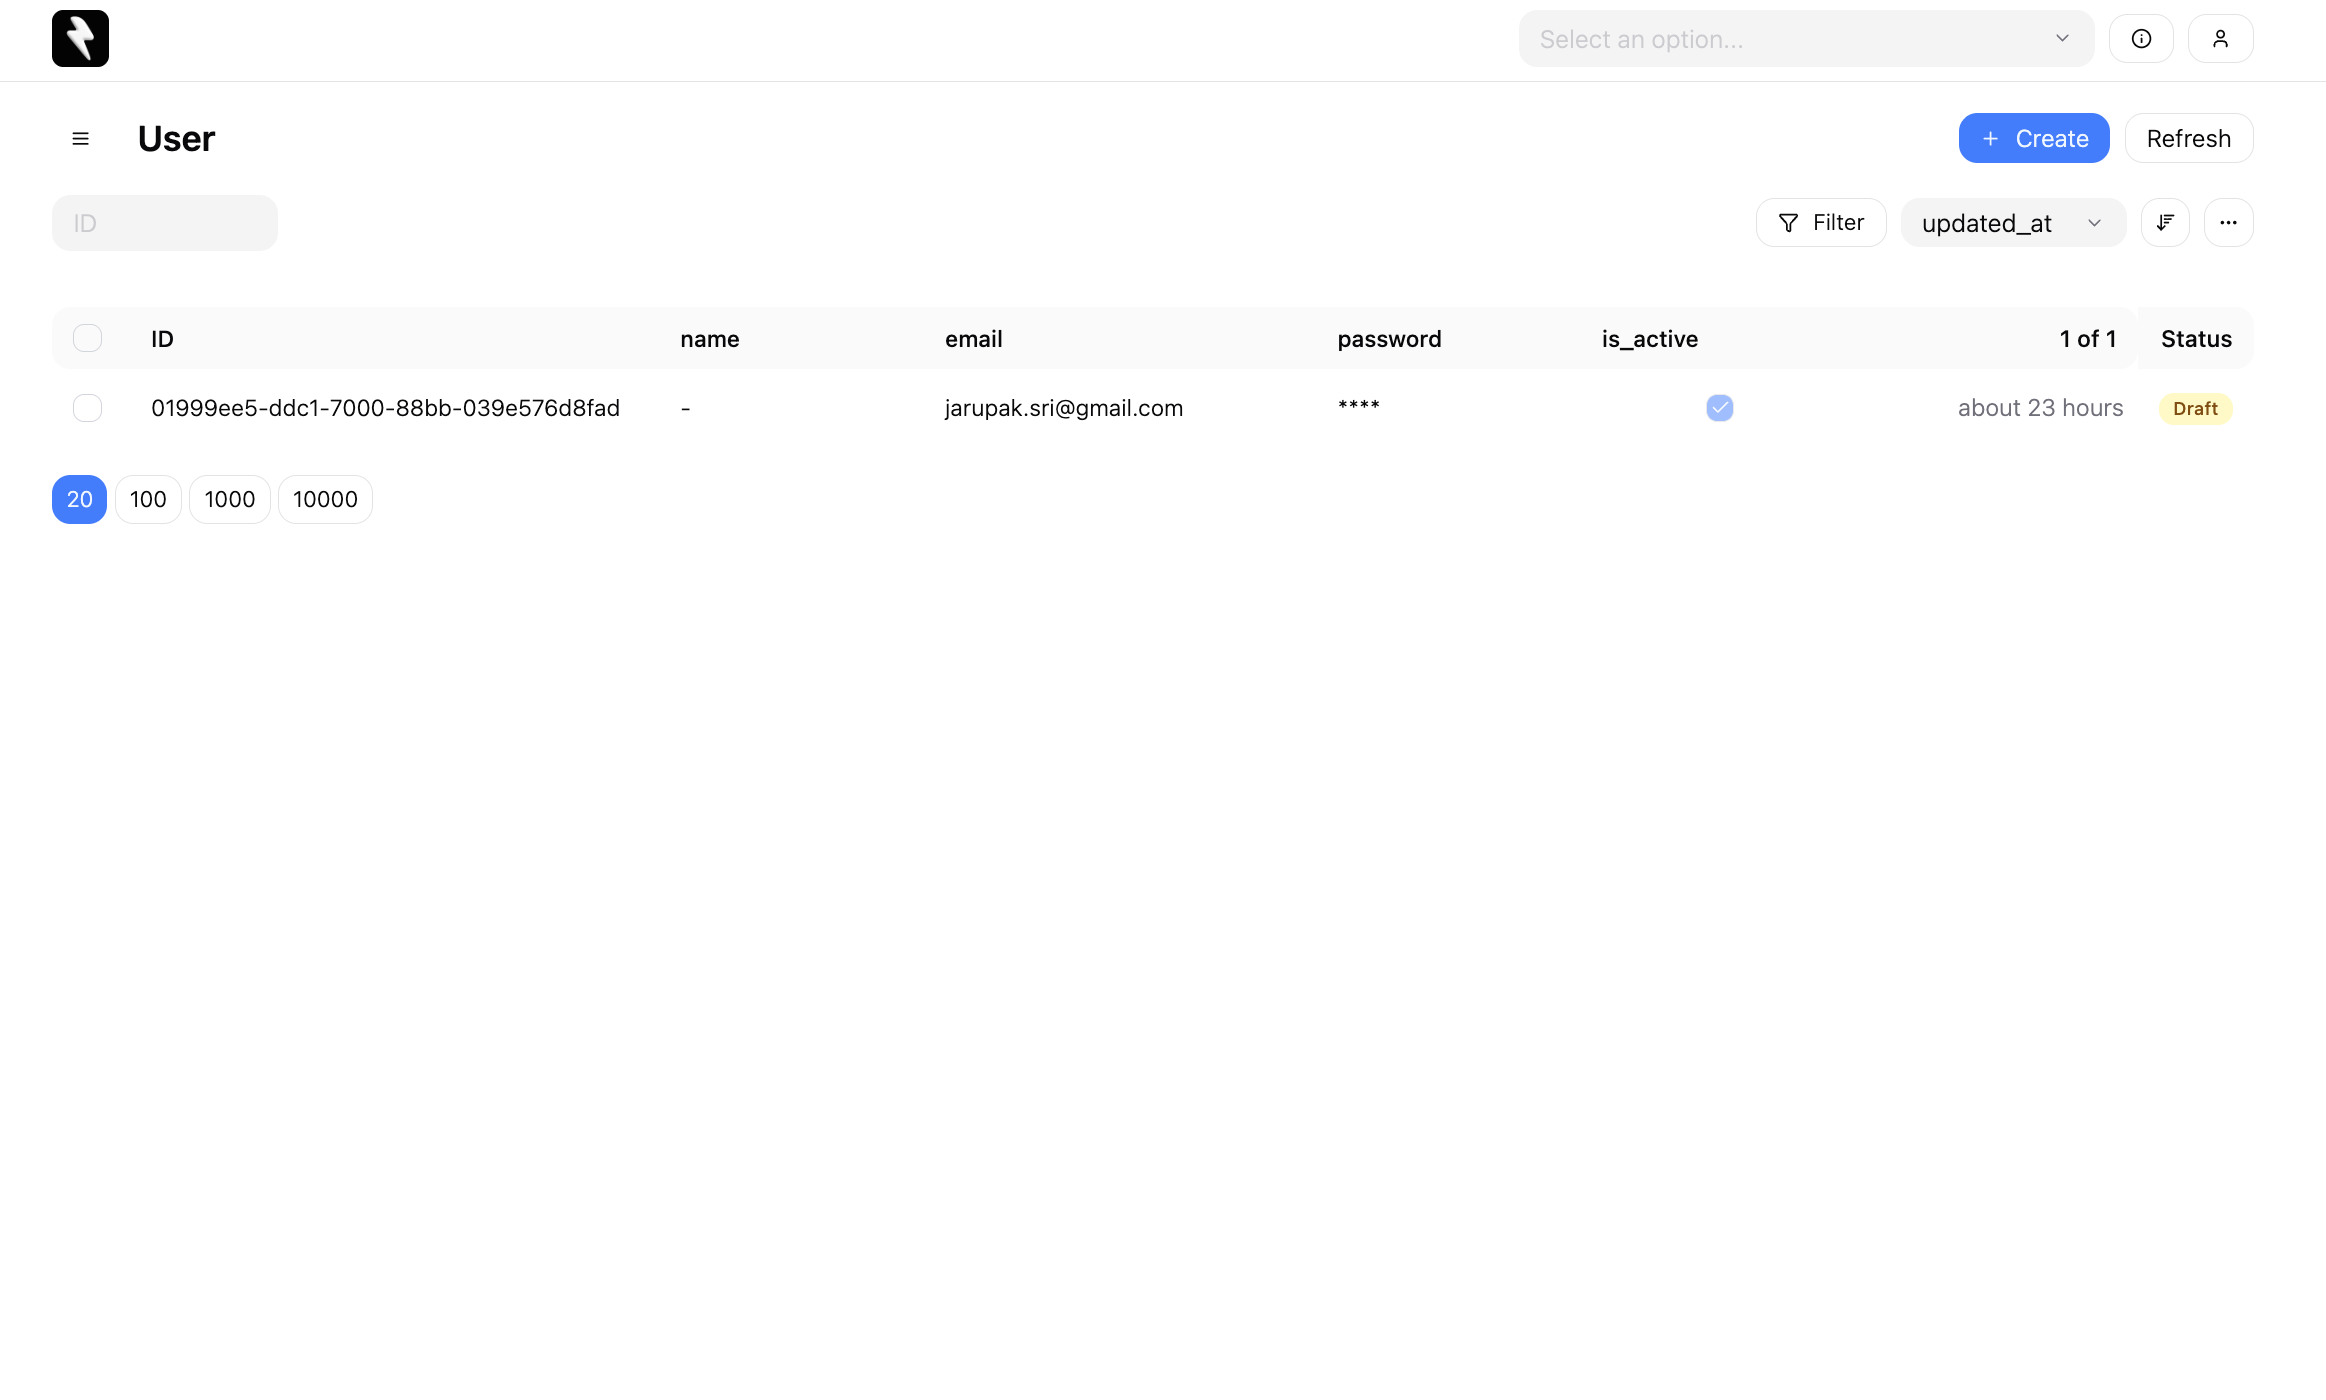 Select an option...
User
+ Create
Refresh
ID
Filter
updated_at
ID name email password is_active 1 of 1 Status
01999ee5-ddc1-7000-88bb-039e576d8fad - jarupak.sri@gmail.com **** about 23 hours Draft
20 100 1000 10000